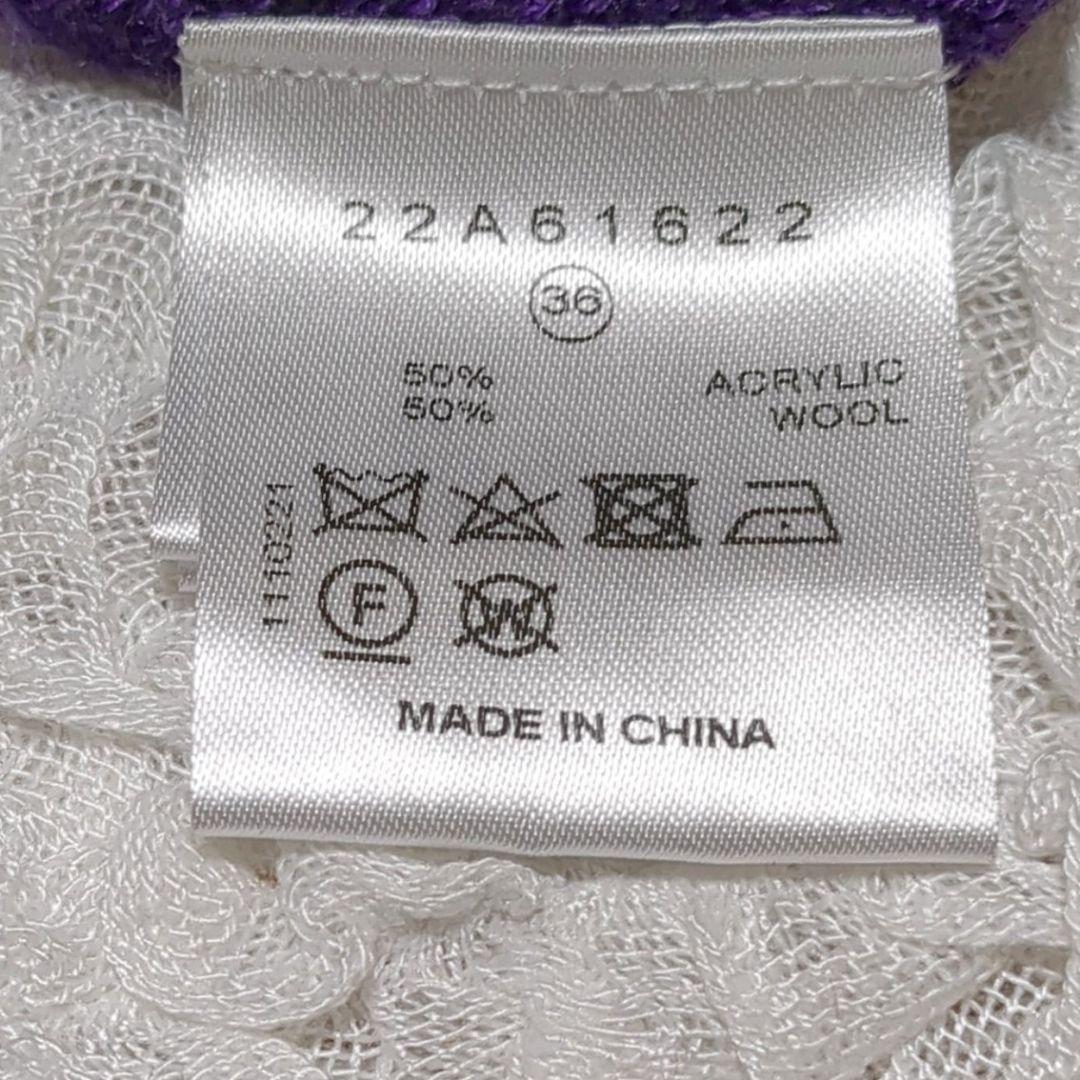 22A61622
36
50% ACRYLIC
50% WOOL
1110221
F W
MADE IN CHINA